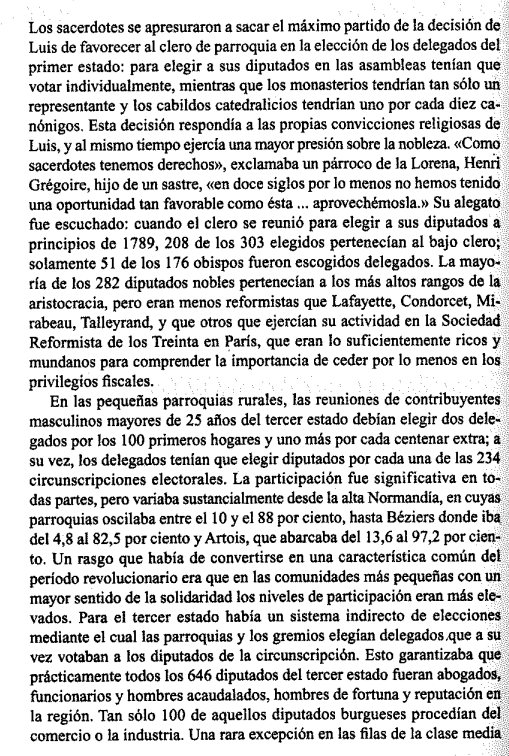 Los sacerdotes se apresuraron a sacar el máximo partido de la decisión de
Luis de favorecer al clero de parroquia en la elección de los delegados del
primer estado: para elegir a sus diputados en las asambleas tenían que
votar individualmente, mientras que los monasterios tendrían tan sólo un
representante y los cabildos catedralicios tendrían uno por cada diez ca-
nónigos. Esta decisión respondía a las propias convicciones religiosas de
Luis, y al mismo tiempo ejercía una mayor presión sobre la nobleza. «Como
sacerdotes tenemos derechos», exclamaba un párroco de la Lorena, Henri
Grégoire, hijo de un sastre, «en doce siglos por lo menos no hemos tenido
una oportunidad tan favorable como ésta ... aprovechémosla.» Su alegato
fue escuchado: cuando el clero se reunió para elegir a sus diputados a
principios de 1789, 208 de los 303 elegidos pertenecían al bajo clero;
solamente 51 de los 176 obispos fueron escogidos delegados. La mayo-
ría de los 282 diputados nobles pertenecían a los más altos rangos de la
aristocracia, pero eran menos reformistas que Lafayette, Condorcet, Mi-
rabeau, Talleyrand, y que otros que ejercían su actividad en la Sociedad
Reformista de los Treinta en París, que eran lo suficientemente ricos y
mundanos para comprender la importancia de ceder por lo menos en los
privilegios fiscales.
En las pequeñas parroquias rurales, las reuniones de contribuyentes
masculinos mayores de 25 años del tercer estado debían elegir dos dele-
gados por los 100 primeros hogares y uno más por cada centenar extra; a
su vez, los delegados tenían que elegir diputados por cada una de las 234
circunscripciones electorales. La participación fue significativa en to-
das partes, pero variaba sustancialmente desde la alta Normandía, en cuyas
parroquias oscilaba entre el 10 y el 88 por ciento, hasta Béziers donde iba
del 4,8 al 82,5 por ciento y Artois, que abarcaba del 13,6 al 97,2 por cien-
to. Un rasgo que había de convertirse en una característica común del
período revolucionario era que en las comunidades más pequeñas con un
mayor sentido de la solidaridad los niveles de participación eran más ele-
vados. Para el tercer estado había un sistema indirecto de elecciones
mediante el cual las parroquias y los gremios elegían delegados que a su
vez votaban a los diputados de la circunscripción. Esto garantizaba que
prácticamente todos los 646 diputados del tercer estado fueran abogados,
funcionarios y hombres acaudalados, hombres de fortuna y reputación en
la región. Tan sólo 100 de aquellos diputados burgueses procedían del
comercio o la industria. Una rara excepción en las filas de la clase media